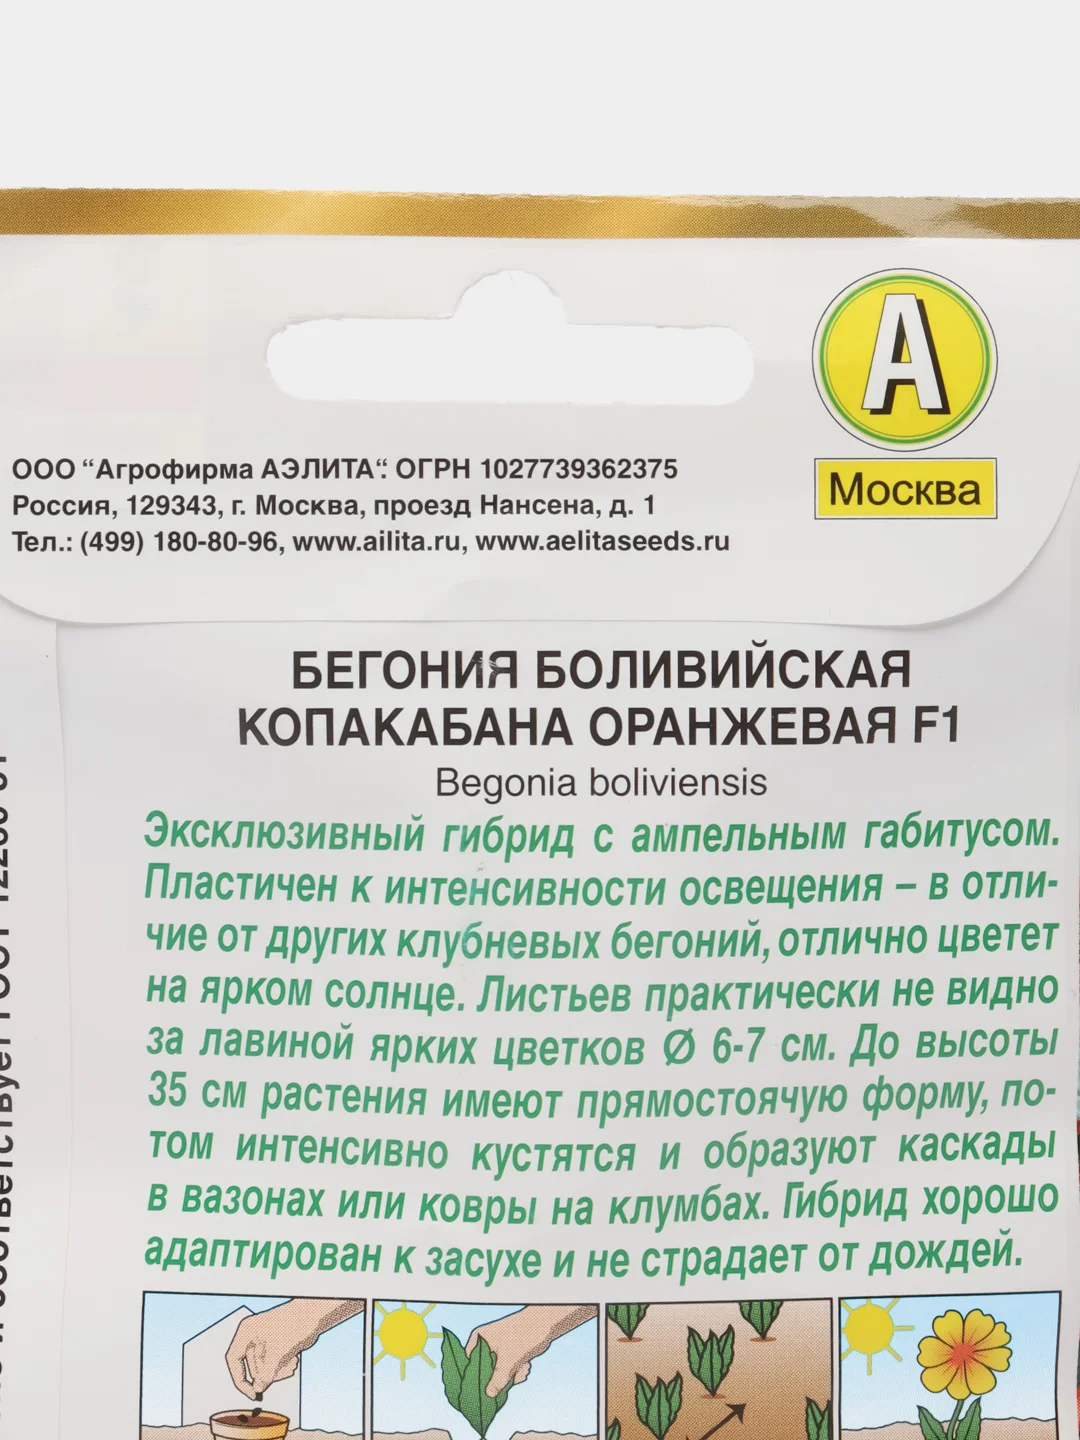 А
Москва
ООО “Агрофирма АЭЛИТА“: ОГРН 1027739362375
Россия, 129343, г. Москва, проезд Нансена, д. 1
Тел.: (499) 180-80-96, www.ailita.ru, www.aelitaseeds.ru
БЕГОНИЯ БОЛИВИЙСКАЯ
КОПАКАБАНА ОРАНЖЕВАЯ F1
Begonia boliviensis
Эксклюзивный гибрид с ампельным габитусом.
Пластичен к интенсивности освещения – в отли-
чие от других клубневых бегоний, отлично цветет
на ярком солнце. Листьев практически не видно
за лавиной ярких цветков Ø 6-7 см. До высоты
35 см растения имеют прямостоячую форму, по-
том интенсивно кустятся и образуют каскады
в вазонах или ковры на клумбах. Гибрид хорошо
адаптирован к засухе и не страдает от дождей.